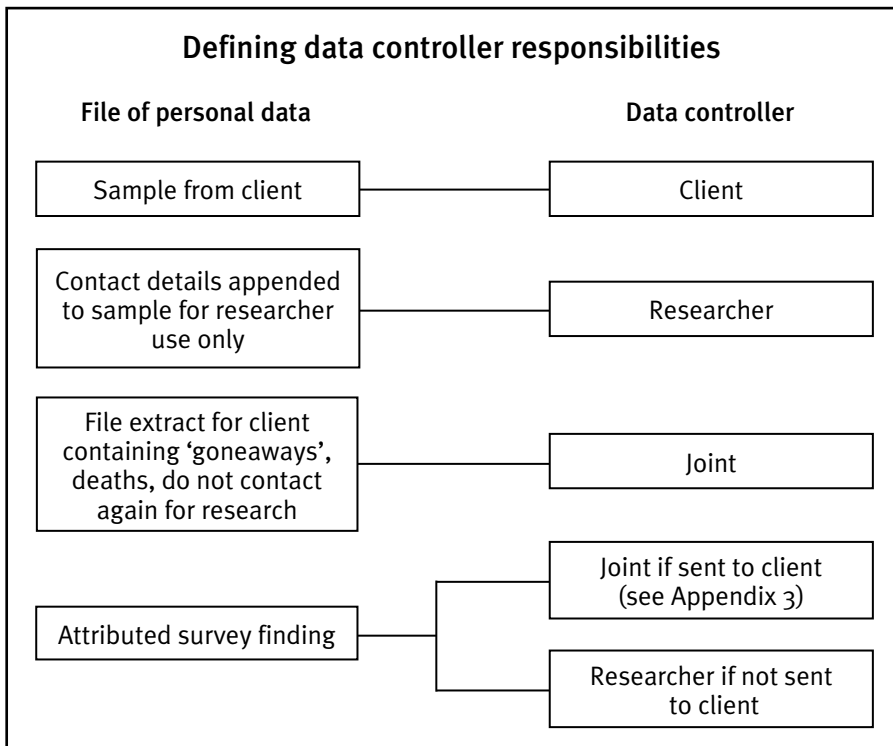 Defining data controller responsibilities
File of personal data
Data controller
Sample from client
Client
Contact details appended
to sample for researcher
use only
Researcher
File extract for client
containing ‘goneaways’,
deaths, do not contact
again for research
Joint
Attributed survey finding
Joint if sent to client
(see Appendix 3)
Researcher if not sent
to client